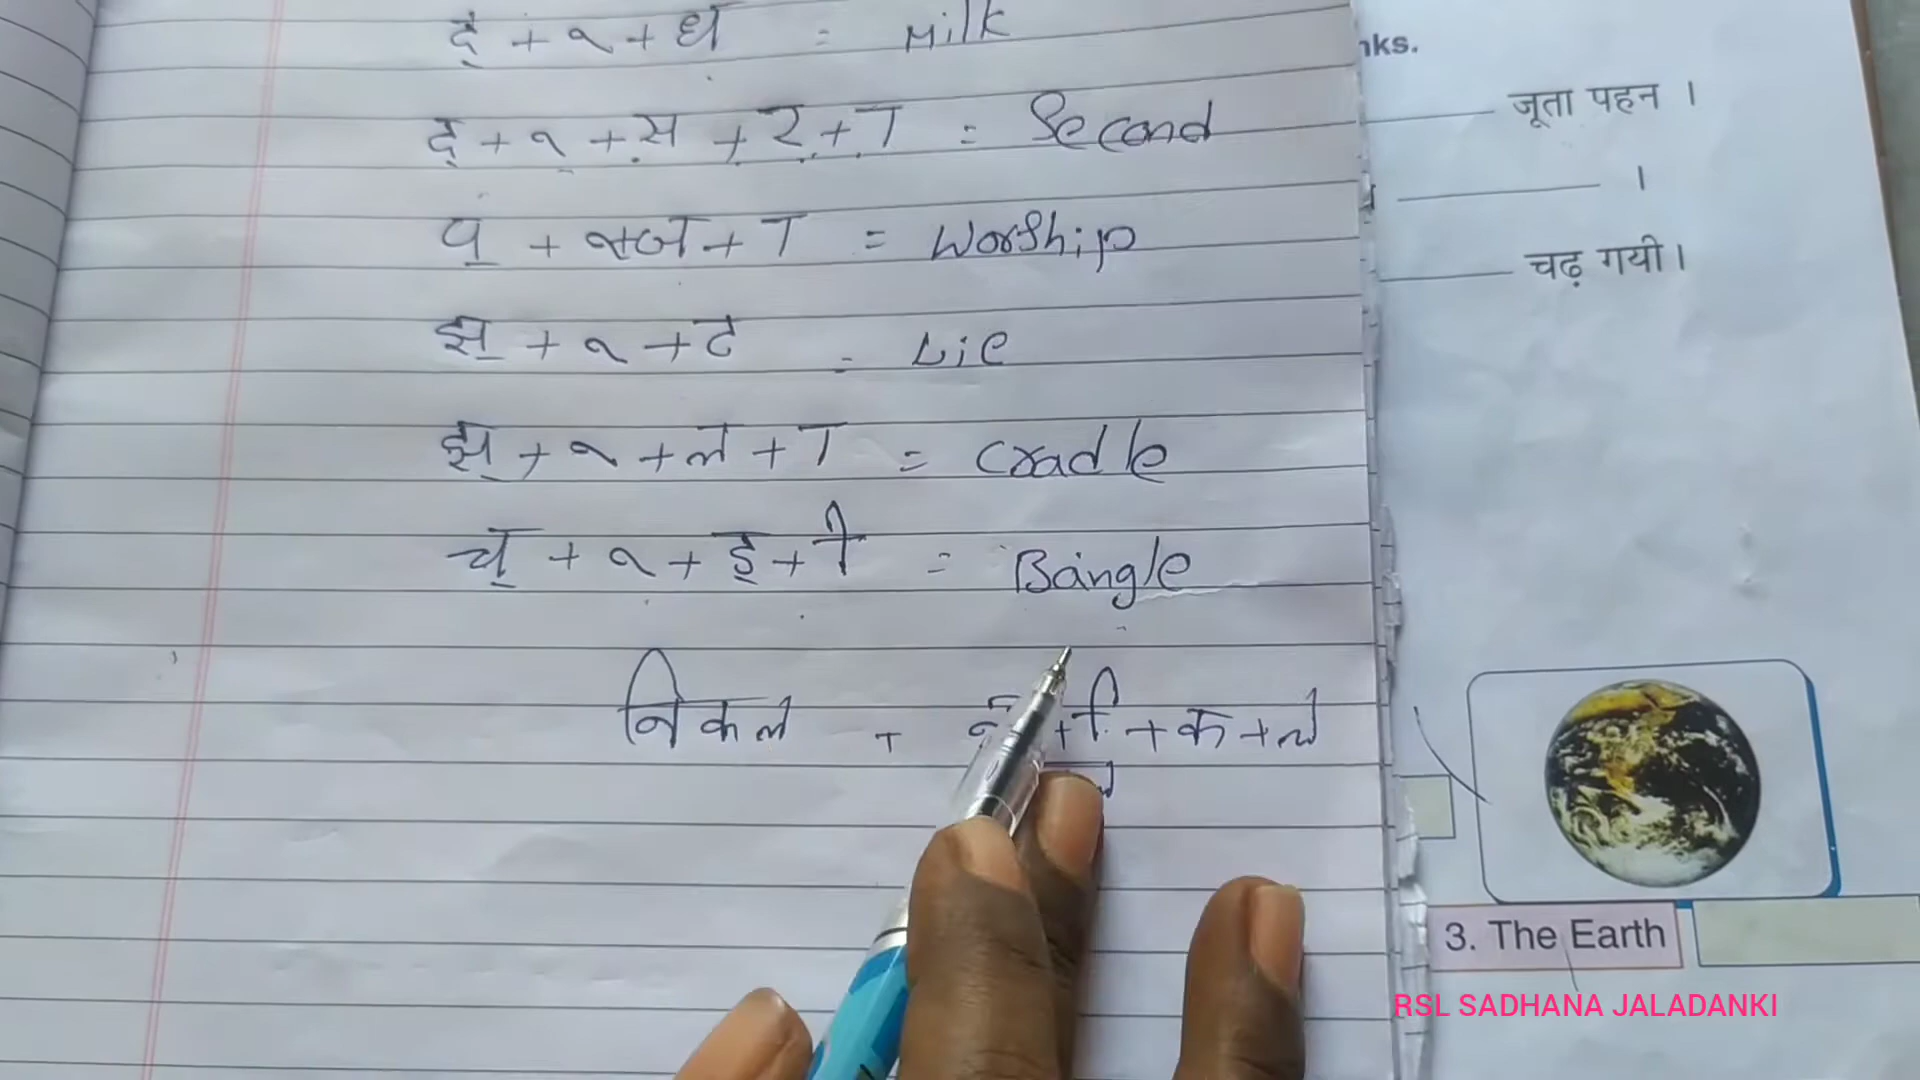 द् + ू + ध = Milk
द् + ू + स + र + ा = Second
प् + ू + ज + ा = Worship
झ् + ू + ट = Lie
झ् + ू + ल + ा = Cradle
च् + ू + ड़ + ी = Bangle
निकल + + ि + क + ल
nks.
जूता पहन ।
।
चढ़ गयी।
3. The Earth
RSL SADHANA JALADANKI